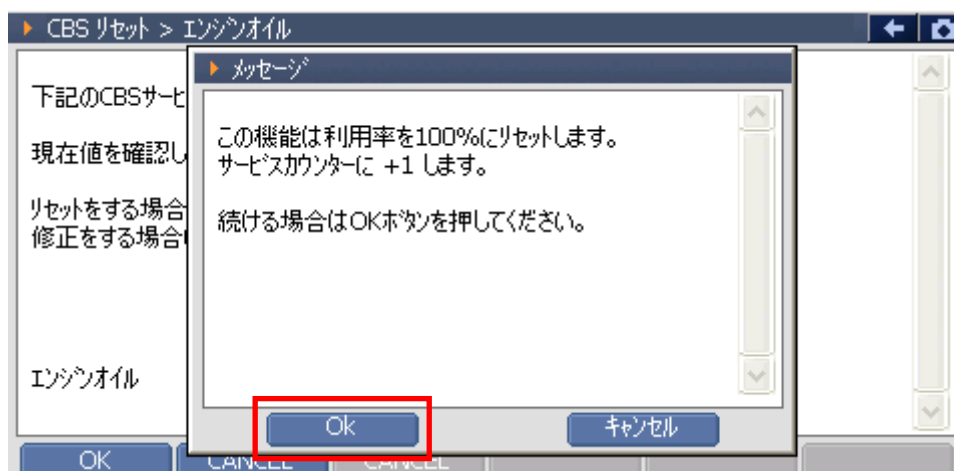 CBS ﾘｾｯﾄ > ｴﾝｼﾞﾝｵｲﾙ
ﾒｯｾｰｼﾞ
下記のCBSｻｰﾋ
現在値を確認し
ﾘｾｯﾄをする場合
修正をする場合
この機能は利用率を100%にﾘｾｯﾄします。
ｻｰﾋﾞｽｶｳﾝﾀｰに +1 します。
続ける場合はOKﾎﾞﾀﾝを押してください。
ｴﾝｼﾞﾝｵｲﾙ
Ok
ｷｬﾝｾﾙ
OK
CANCEL
CANCEL